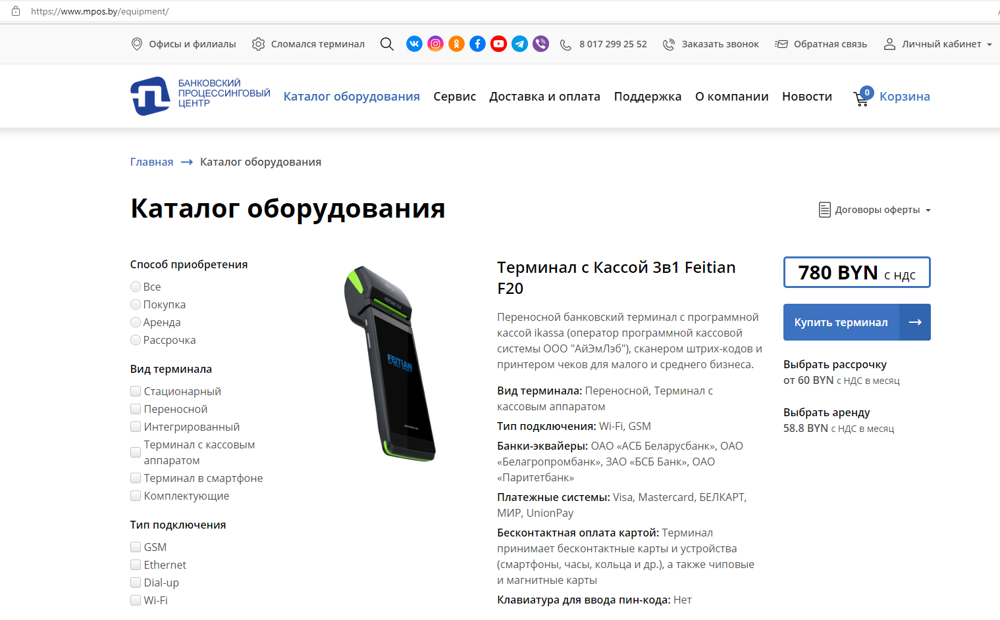 https://www.mpos.by/equipment/
Офисы и филиалы
Сломался терминал
8 017 299 25 52
Заказать звонок
Обратная связь
Личный кабинет
БАНКОВСКИЙ
ПРОЦЕССИНГОВЫЙ
ЦЕНТР
Каталог оборудования
Сервис
Доставка и оплата
Поддержка
О компании
Новости
0
Корзина
Главная → Каталог оборудования
Каталог оборудования
Договоры оферты
Способ приобретения
Все
Покупка
Аренда
Рассрочка
Вид терминала
Стационарный
Переносной
Интегрированный
Терминал с кассовым
аппаратом
Терминал в смартфоне
Комплектующие
Тип подключения
GSM
Ethernet
Dial-up
Wi-Fi
FEITIAN F20
FEITIAN
Терминал с Кассой 3в1 Feitian
F20
Переносной банковский терминал с программной
кассой ikassa (оператор программной кассовой
системы ООО "АйЭмЛэб"), сканером штрих-кодов и
принтером чеков для малого и среднего бизнеса.
Вид терминала: Переносной, Терминал с
кассовым аппаратом
Тип подключения: Wi-Fi, GSM
Банки-эквайеры: ОАО «АСБ Беларусбанк», ОАО
«Белагропромбанк», ЗАО «БСБ Банк», ОАО
«Паритетбанк»
Платежные системы: Visa, Mastercard, БЕЛКАРТ,
МИР, UnionPay
Бесконтактная оплата картой: Терминал
принимает бесконтактные карты и устройства
(смартфоны, часы, кольца и др.), а также чиповые
и магнитные карты
Клавиатура для ввода пин-кода: Нет
780 BYN с НДС
Купить терминал
Выбрать рассрочку
от 60 BYN с НДС в месяц
Выбрать аренду
58.8 BYN с НДС в месяц